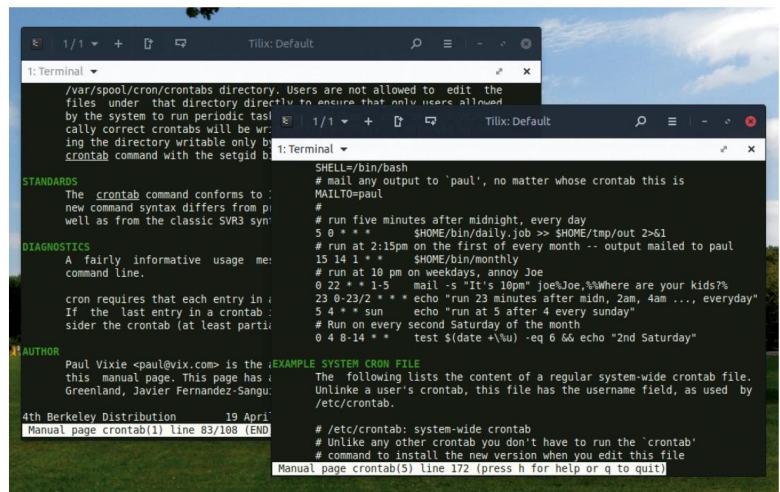 1/1
Tilix: Default
1: Terminal
/var/spool/cron/crontabs directory. Users are not allowed to edit the
files under that directory directly to ensure that only users allowed
by the system to run periodic
cally correct crontabs will be
ing the directory writable only
crontab command with the setgid
STANDARDS
The crontab command conforms to
new command syntax differs from
well as from the classic SVR3
DIAGNOSTICS
A fairly informative usage
command line.
cron requires that each entry in
If the last entry in a crontab
sider the crontab (at least
AUTHOR
Paul Vixie <paul@vix.com> is the
this manual page. This page has
Greenland, Javier
4th Berkeley Distribution 19 April
Manual page crontab(1) line 83/108 (END
1/1
Tilix: Default
1: Terminal
SHELL=/bin/bash
# mail any output to `paul', no matter whose crontab this is
MAILTO=paul
#
# run five minutes after midnight, every day
5 0 * * * $HOME/bin/daily.job >> $HOME/tmp/out 2>&1
# run at 2:15pm on the first of every month -- output mailed to paul
15 14 1 * * $HOME/bin/monthly
# run at 10 pm on weekdays, annoy Joe
0 22 * * 1-5 mail -s "It's 10pm" joe%Joe,%%Where are your kids?%
23 0-23/2 * * * echo "run 23 minutes after midn, 2am, 4am ..., everyday"
5 4 * * sun echo "run at 5 after 4 every sunday"
# Run on every second Saturday of the month
0 4 8-14 * * test $(date +\%u) -eq 6 && echo "2nd Saturday"
EXAMPLE SYSTEM CRON FILE
The following lists the content of a regular system-wide crontab file.
Unlinke a user's crontab, this file has the username field, as used by
/etc/crontab.
# /etc/crontab: system-wide crontab
# Unlike any other crontab you don't have to run the `crontab'
# command to install the new version when you edit this file
Manual page crontab(5) line 172 (press h for help or q to quit)